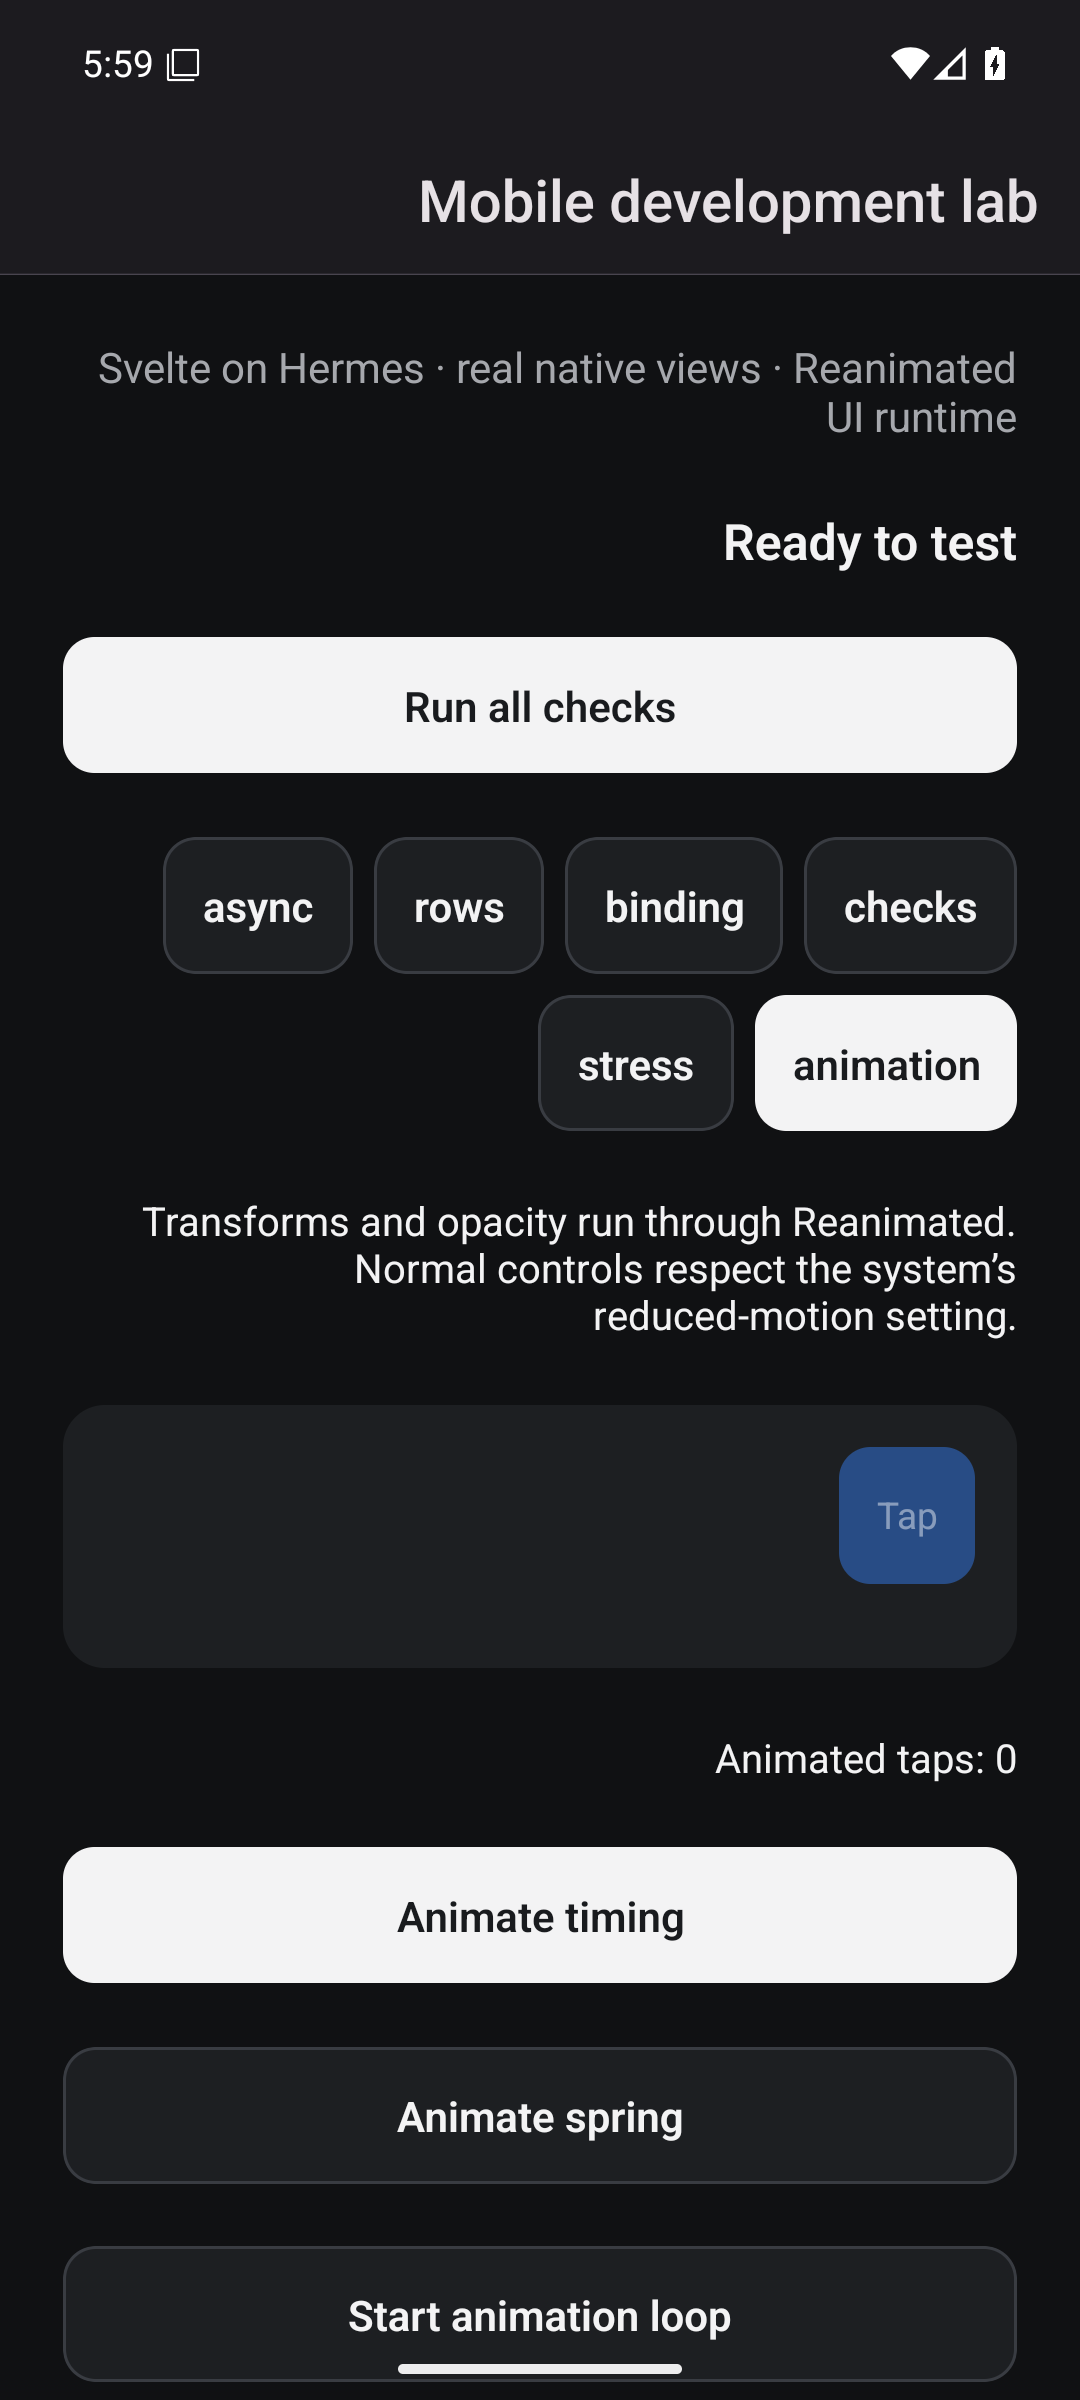 5:59
Mobile development lab
Svelte on Hermes · real native views · Reanimated
UI runtime
Ready to test
Run all checks
async rows binding checks
stress animation
Transforms and opacity run through Reanimated.
Normal controls respect the system’s
reduced-motion setting.
Tap
Animated taps: 0
Animate timing
Animate spring
Start animation loop